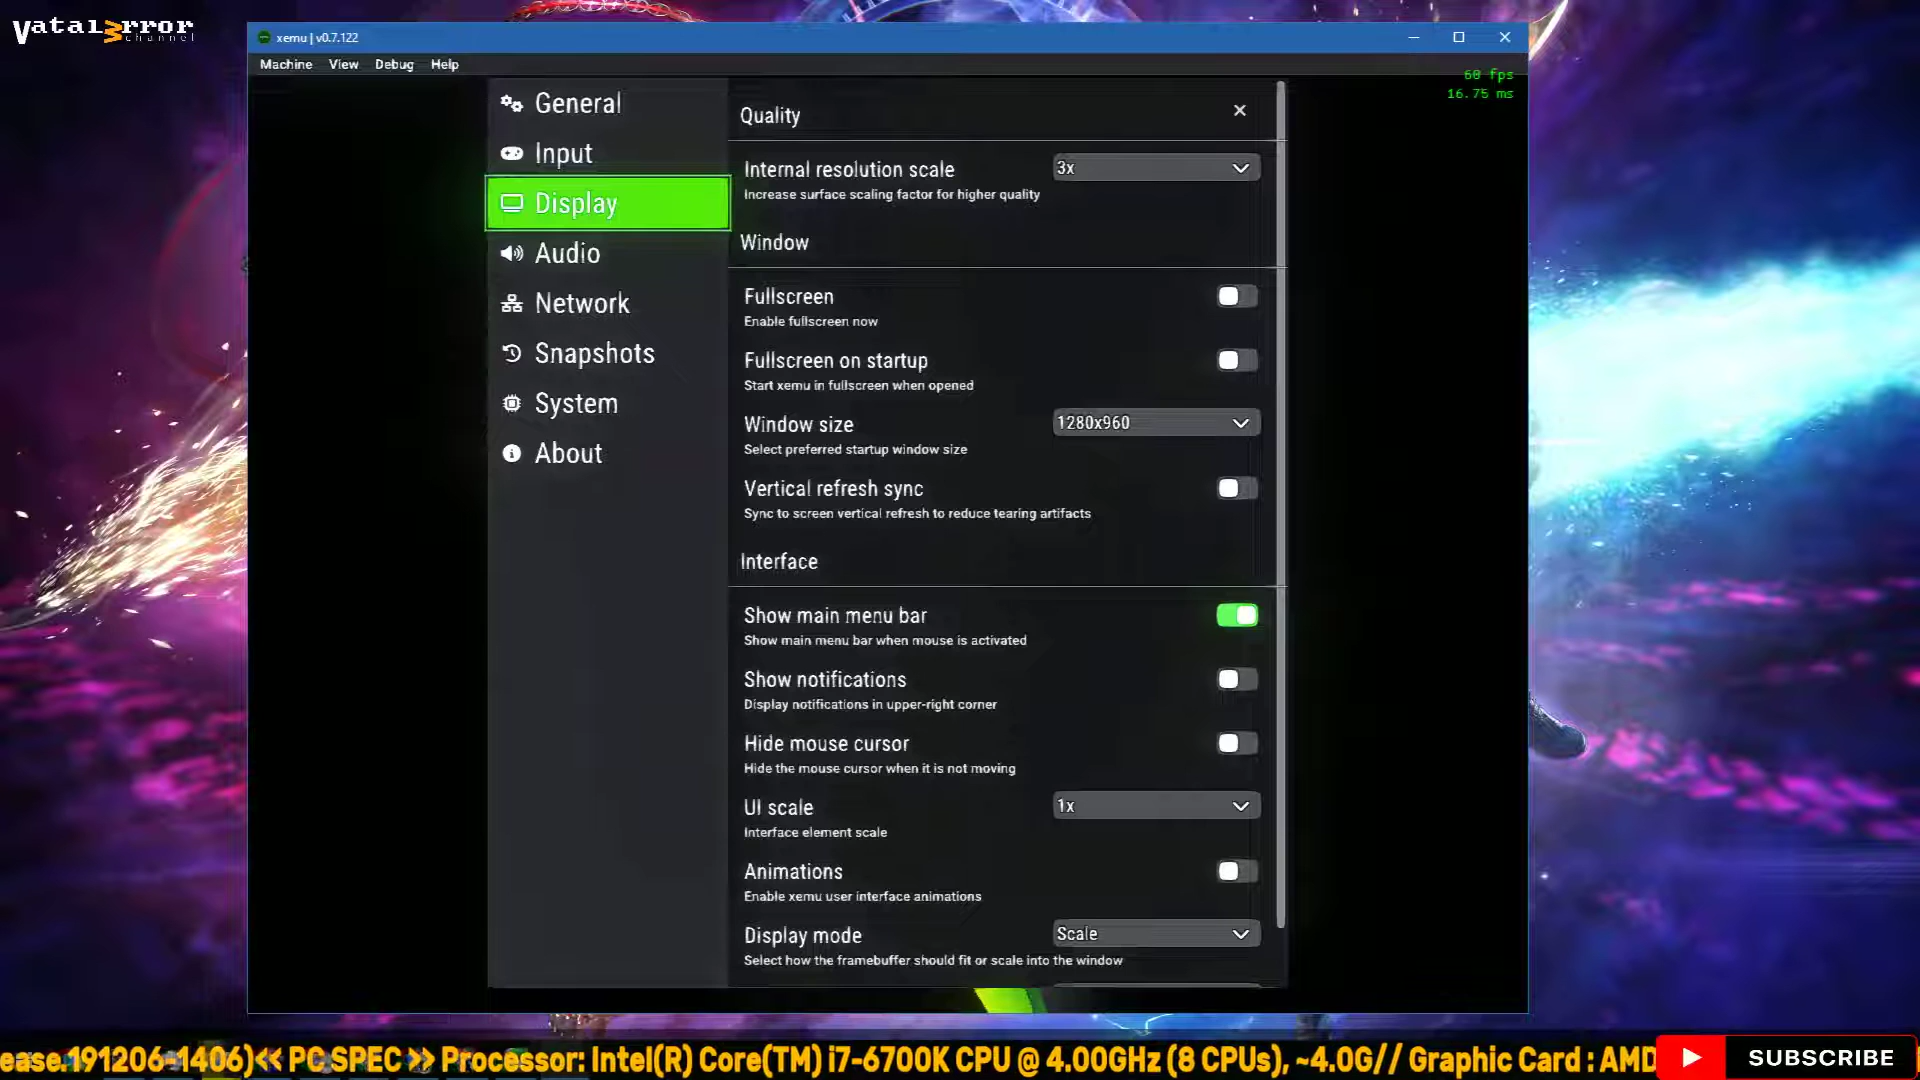 Vatal3rror
channel
xemu | v0.7.122
Machine View Debug Help
60 fps
16.75 ms
General
Input
Display
Audio
Network
Snapshots
System
About
Quality
Internal resolution scale
3x
Increase surface scaling factor for higher quality
Window
Fullscreen
Enable fullscreen now
Fullscreen on startup
Start xemu in fullscreen when opened
Window size
1280x960
Select preferred startup window size
Vertical refresh sync
Sync to screen vertical refresh to reduce tearing artifacts
Interface
Show main menu bar
Show main menu bar when mouse is activated
Show notifications
Display notifications in upper-right corner
Hide mouse cursor
Hide the mouse cursor when it is not moving
UI scale
1x
Interface element scale
Animations
Enable xemu user interface animations
Display mode
Scale
Select how the framebuffer should fit or scale into the window
ease.191206-1406)<< PC SPEC >> Processor: Intel(R) Core(TM) i7-6700K CPU @ 4.00GHz (8 CPUs), ~4.0G// Graphic Card : AMD
SUBSCRIBE